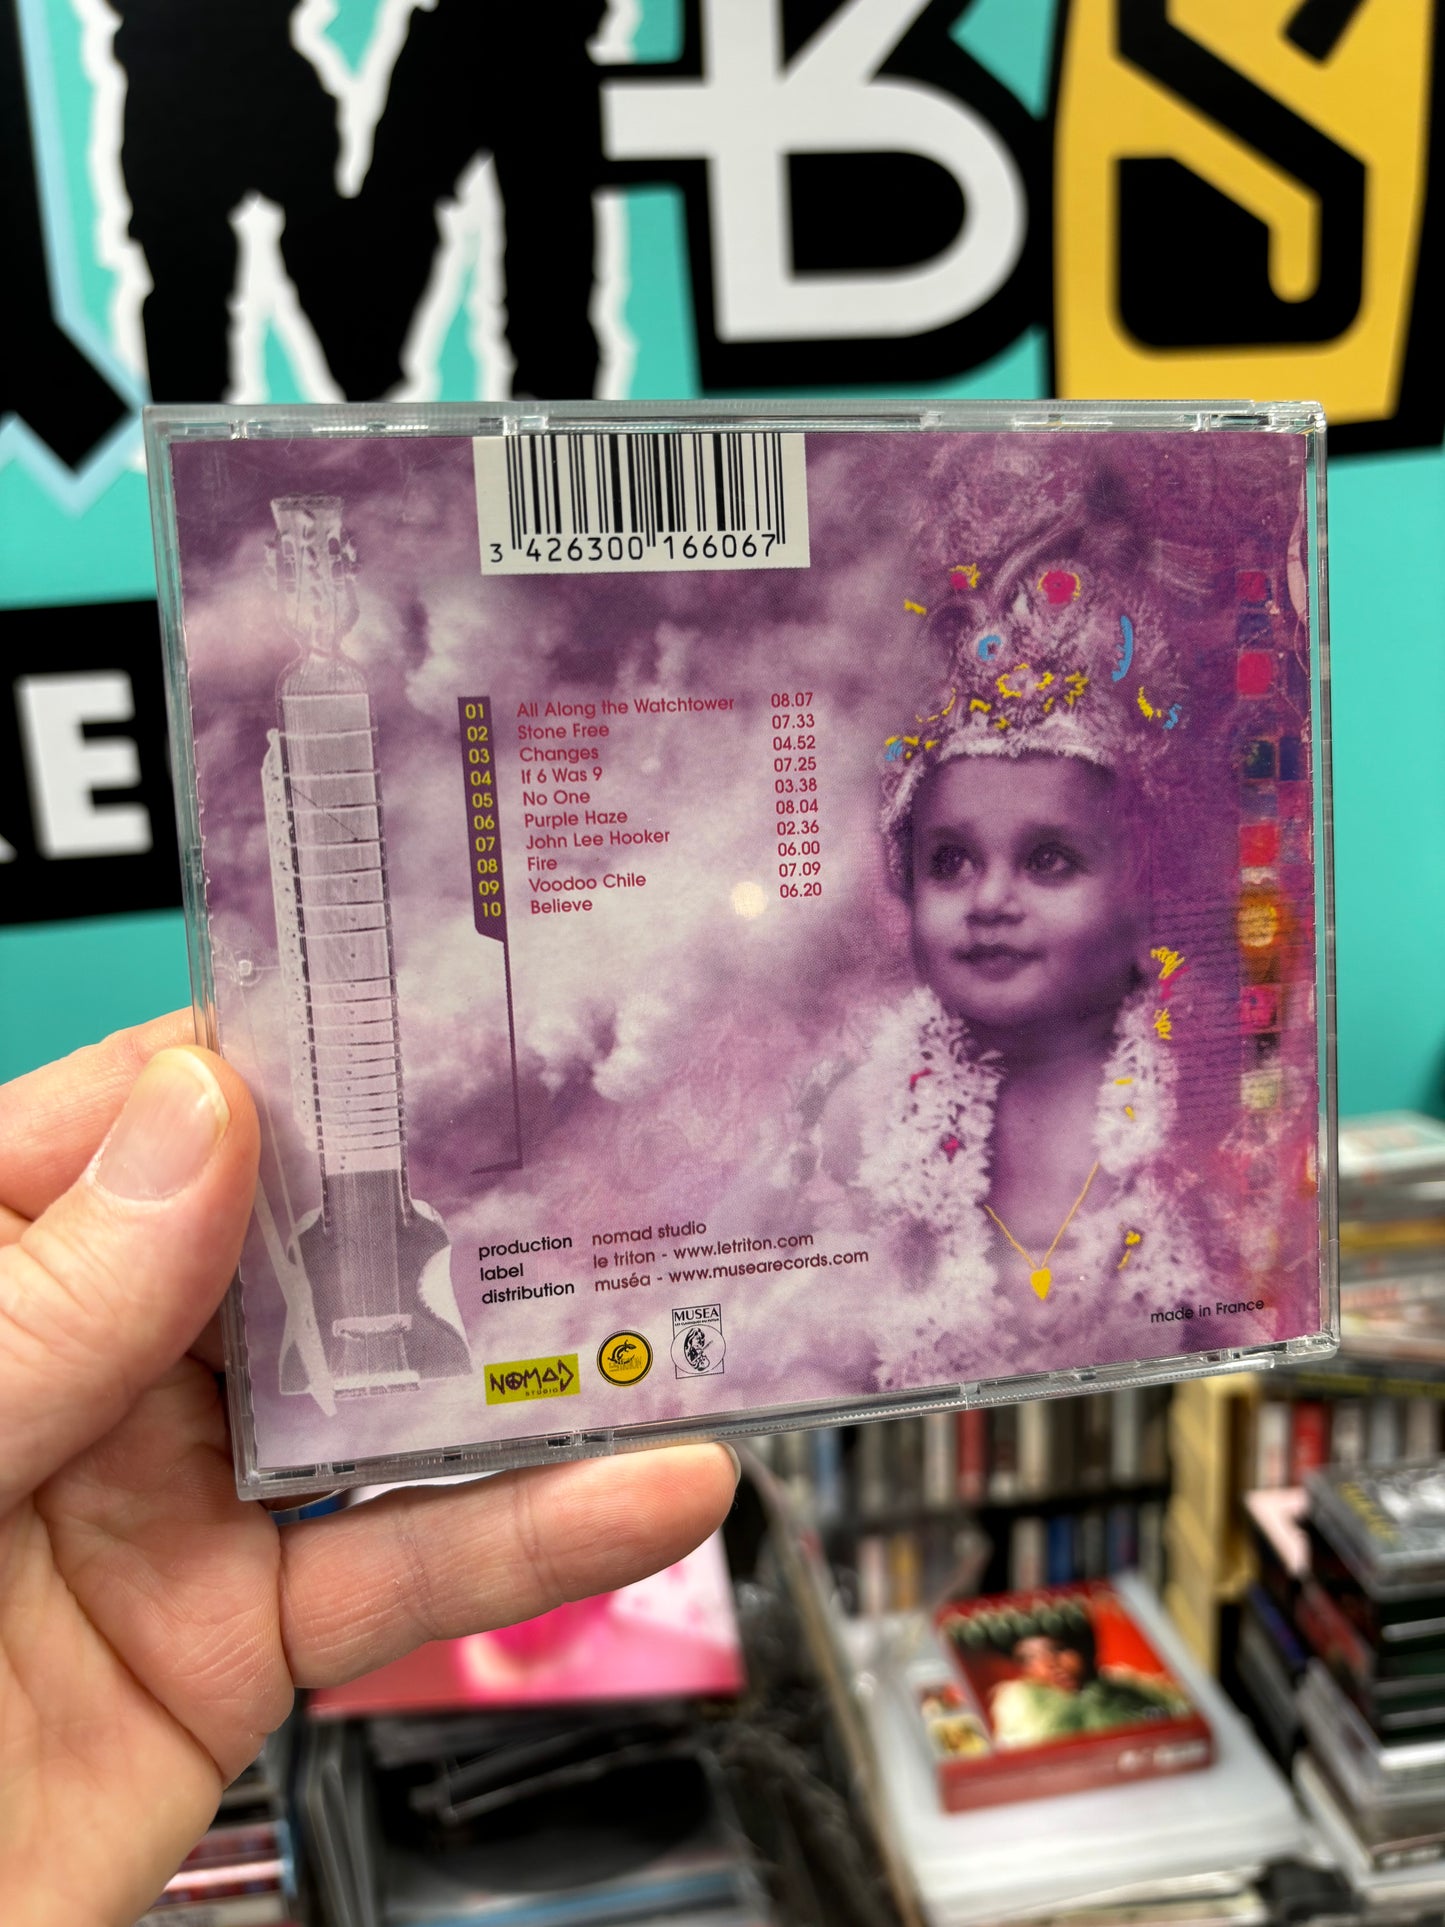 MBS
RE
3 426300 166067
01 All Along the Watchtower 08.07
02 Stone Free 07.33
03 Changes 04.52
04 If 6 Was 9 07.25
05 No One 03.38
06 Purple Haze 08.04
07 John Lee Hooker 02.36
08 Fire 06.00
09 Voodoo Chile 07.09
10 Believe 06.20
production nomad studio
label le triton - www.letriton.com
distribution muséa - www.musearecords.com
made in France
NOMAD
STUDIO
MUSEA